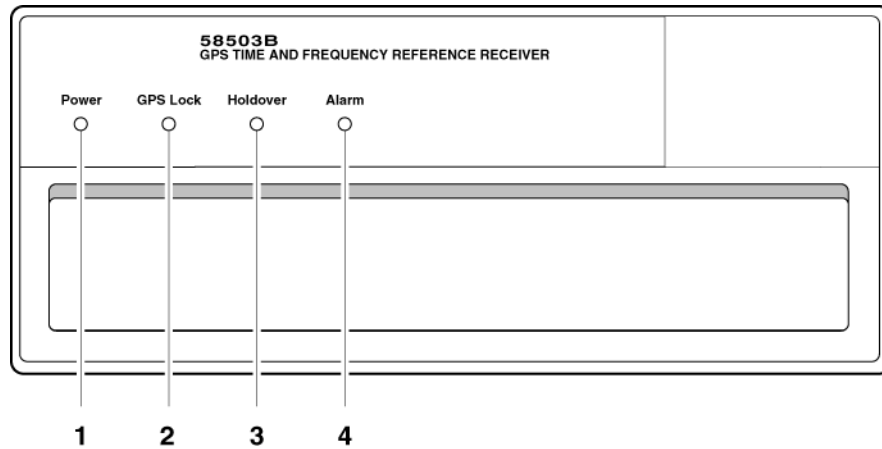 58503B
GPS TIME AND FREQUENCY REFERENCE RECEIVER
Power GPS Lock Holdover Alarm
1 2 3 4